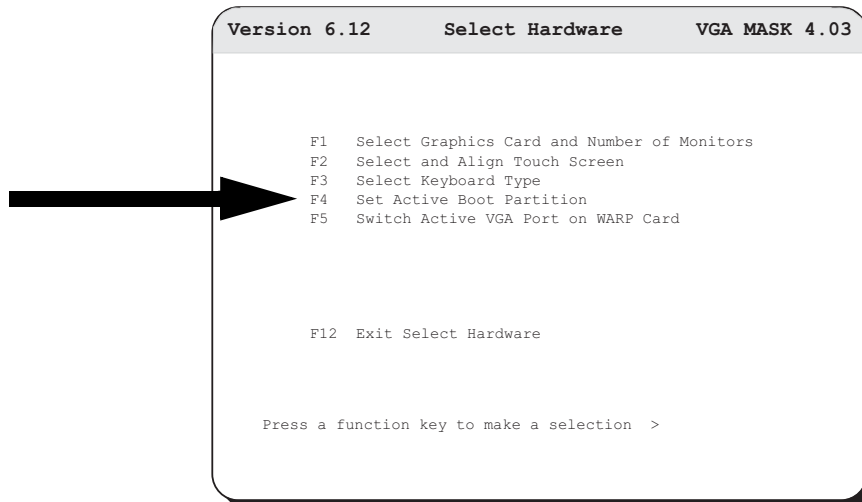 Version 6.12 Select Hardware VGA MASK 4.03
F1 Select Graphics Card and Number of Monitors
F2 Select and Align Touch Screen
F3 Select Keyboard Type
F4 Set Active Boot Partition
F5 Switch Active VGA Port on WARP Card
F12 Exit Select Hardware
Press a function key to make a selection >